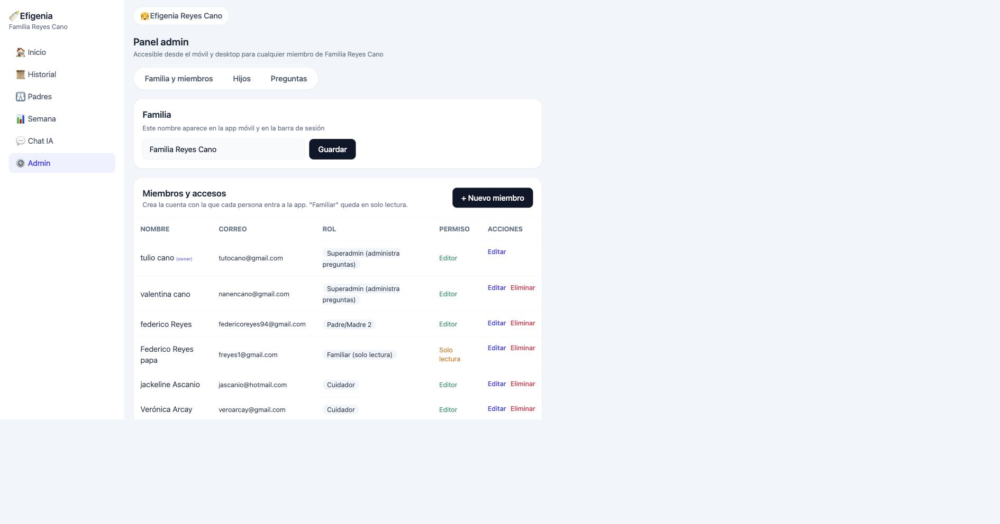 Efigenia
Familia Reyes Cano
Inicio
Historial
Padres
Semana
Chat IA
Admin
Efigenia Reyes Cano
Panel admin
Accesible desde el móvil y desktop para cualquier miembro de Familia Reyes Cano
Familia y miembros Hijos Preguntas
Familia
Este nombre aparece en la app móvil y en la barra de sesión
Familia Reyes Cano Guardar
Miembros y accesos
Crea la cuenta con la que cada persona entra a la app. "Familiar" queda en solo lectura.
+ Nuevo miembro
NOMBRE CORREO ROL PERMISO ACCIONES
tulio cano (owner) tutocano@gmail.com Superadmin (administra preguntas) Editor Editar
valentina cano nanencano@gmail.com Superadmin (administra preguntas) Editor Editar Eliminar
federico Reyes federicoreyes94@gmail.com Padre/Madre 2 Editor Editar Eliminar
Federico Reyes papa freyes1@gmail.com Familiar (solo lectura) Solo lectura Editar Eliminar
jackeline Ascanio jascanio@hotmail.com Cuidador Editor Editar Eliminar
Verónica Arcay veroarcay@gmail.com Cuidador Editor Editar Eliminar